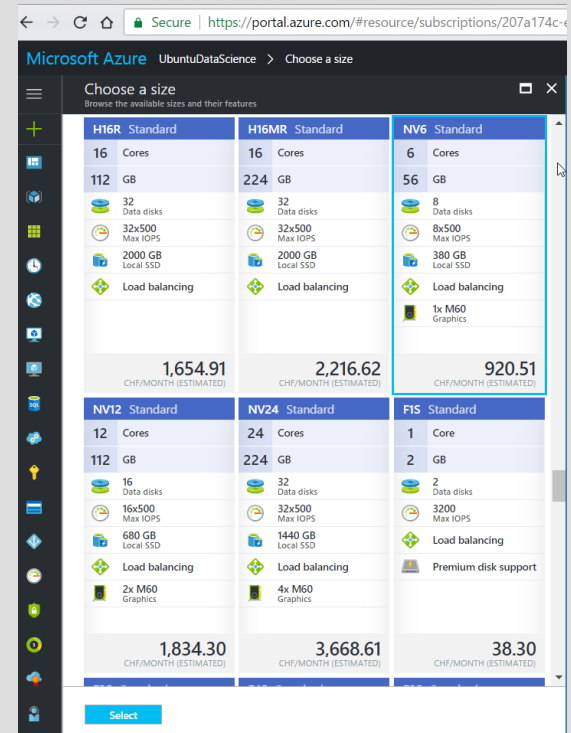 Secure https://portal.azure.com/#resource/subscriptions/207a174c-
Microsoft Azure UbuntuDataScience > Choose a size
Choose a size
Browse the available sizes and their features
H16R Standard
16 Cores
112 GB
32
Data disks
32x500
Max IOPS
2000 GB
Local SSD
Load balancing
1,654.91
CHF/MONTH (ESTIMATED)
H16MR Standard
16 Cores
224 GB
32
Data disks
32x500
Max IOPS
2000 GB
Local SSD
Load balancing
2,216.62
CHF/MONTH (ESTIMATED)
NV6 Standard
6 Cores
56 GB
8
Data disks
8x500
Max IOPS
380 GB
Local SSD
Load balancing
1x M60
Graphics
920.51
CHF/MONTH (ESTIMATED)
NV12 Standard
12 Cores
112 GB
16
Data disks
16x500
Max IOPS
680 GB
Local SSD
Load balancing
2x M60
Graphics
1,834.30
CHF/MONTH (ESTIMATED)
NV24 Standard
24 Cores
224 GB
32
Data disks
32x500
Max IOPS
1440 GB
Local SSD
Load balancing
4x M60
Graphics
3,668.61
CHF/MONTH (ESTIMATED)
F1S Standard
1 Core
2 GB
2
Data disks
3200
Max IOPS
Load balancing
Premium disk support
38.30
CHF/MONTH (ESTIMATED)
SQL
Select